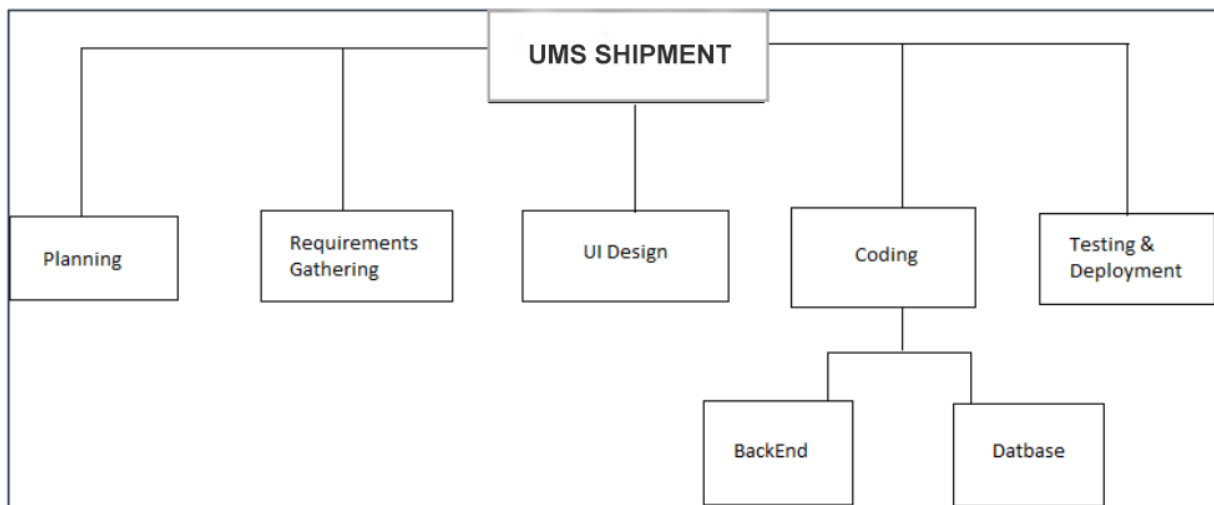 UMS SHIPMENT
Planning
Requirements
Gathering
UI Design
Coding
Testing &
Deployment
BackEnd
Datbase